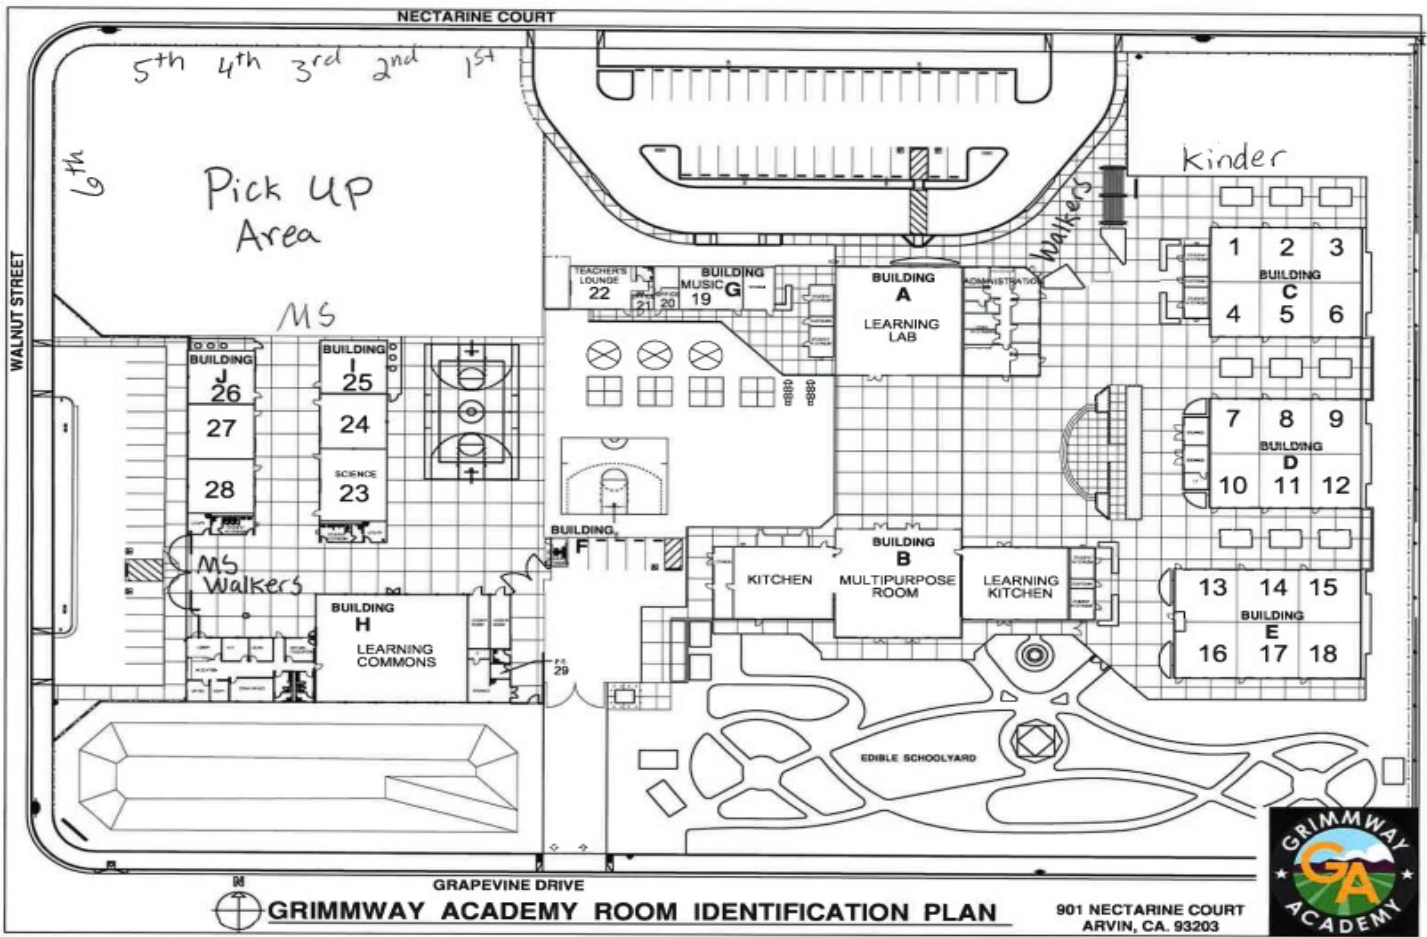 NECTARINE COURT
5th 4th 3rd 2nd 1st
6th
Pick UP
Area
MS
WALNUT STREET
Kinder
Walkers
TEACHER'S
LOUNGE
22
21
20
BUILDING
G
MUSIC
19
BUILDING
A
LEARNING
LAB
ADMINISTRATION
1 2 3
BUILDING
C
4 5 6
BUILDING
J
26
27
28
BUILDING
I
25
24
SCIENCE
23
7 8 9
BUILDING
D
10 11 12
MS
Walkers
BUILDING
F
BUILDING
B
KITCHEN
MULTIPURPOSE
ROOM
LEARNING
KITCHEN
13 14 15
BUILDING
E
16 17 18
BUILDING
H
LEARNING
COMMONS
P.E.
29
EDIBLE SCHOOLYARD
GRAPEVINE DRIVE
N
GRIMMWAY ACADEMY ROOM IDENTIFICATION PLAN
901 NECTARINE COURT
ARVIN, CA. 93203
GRIMMWAY
GA
ACADEMY